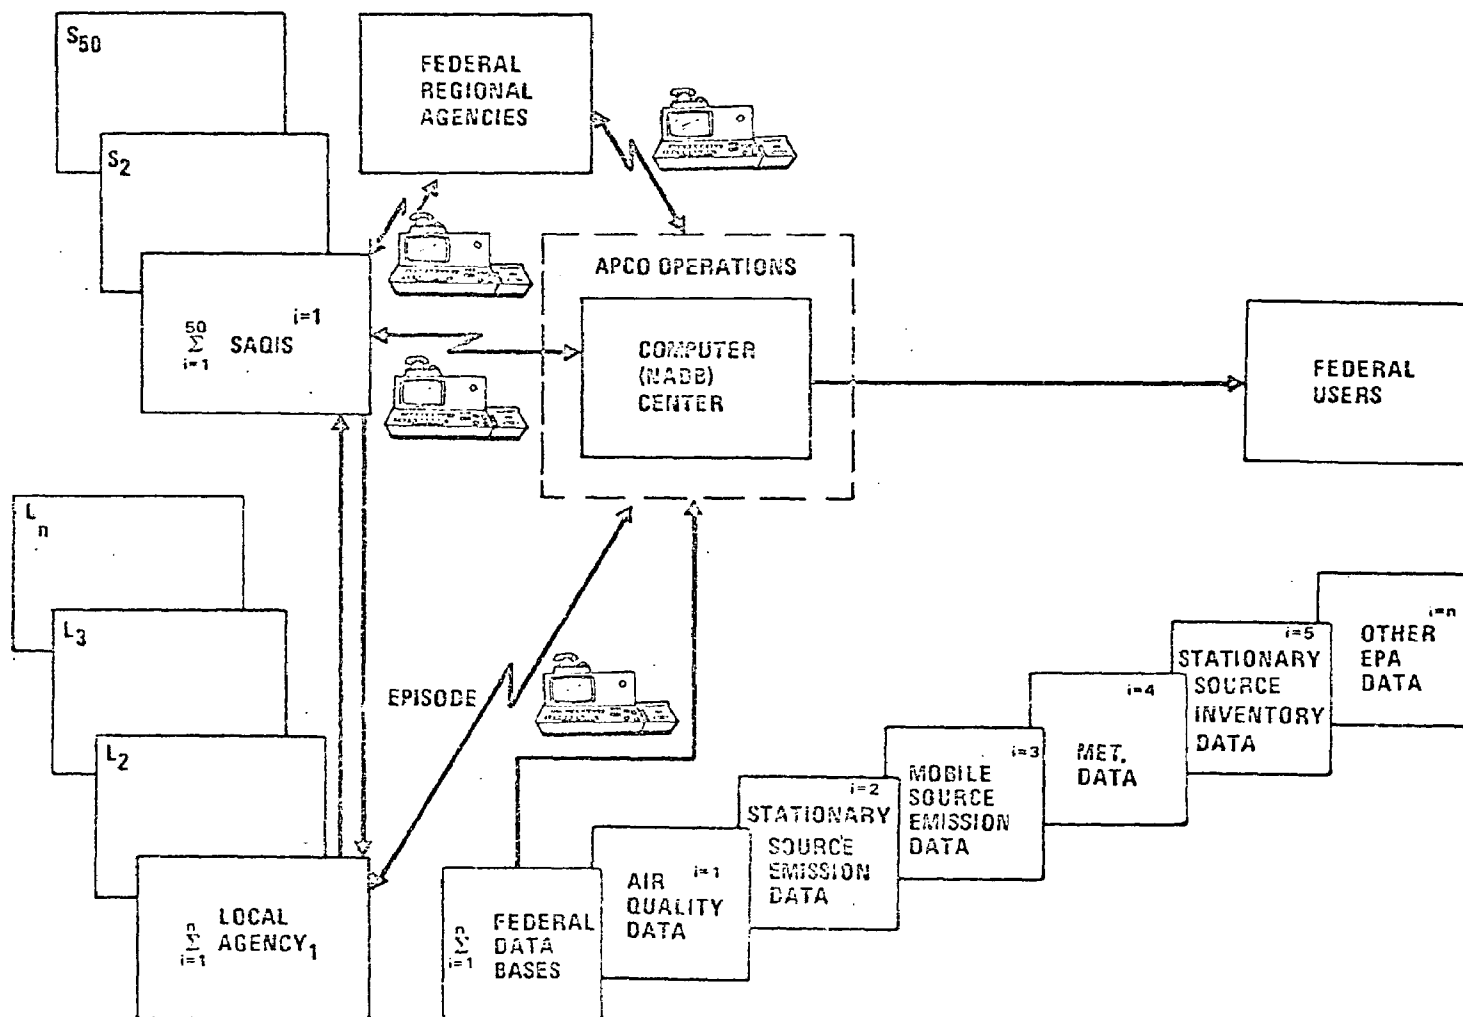 S50
S2
i=1
50
Σ SAQIS
i=1
FEDERAL
REGIONAL
AGENCIES
APCO OPERATIONS
COMPUTER
(NADB)
CENTER
FEDERAL
USERS
Ln
L3
L2
LOCAL
n
Σ AGENCY1
i=1
EPISODE
n
Σ
i=1
FEDERAL
DATA
BASES
i=1
AIR
QUALITY
DATA
i=2
STATIONARY
SOURCE
EMISSION
DATA
i=3
MOBILE
SOURCE
EMISSION
DATA
i=4
MET.
DATA
i=5
STATIONARY
SOURCE
INVENTORY
DATA
i=n
OTHER
EPA
DATA